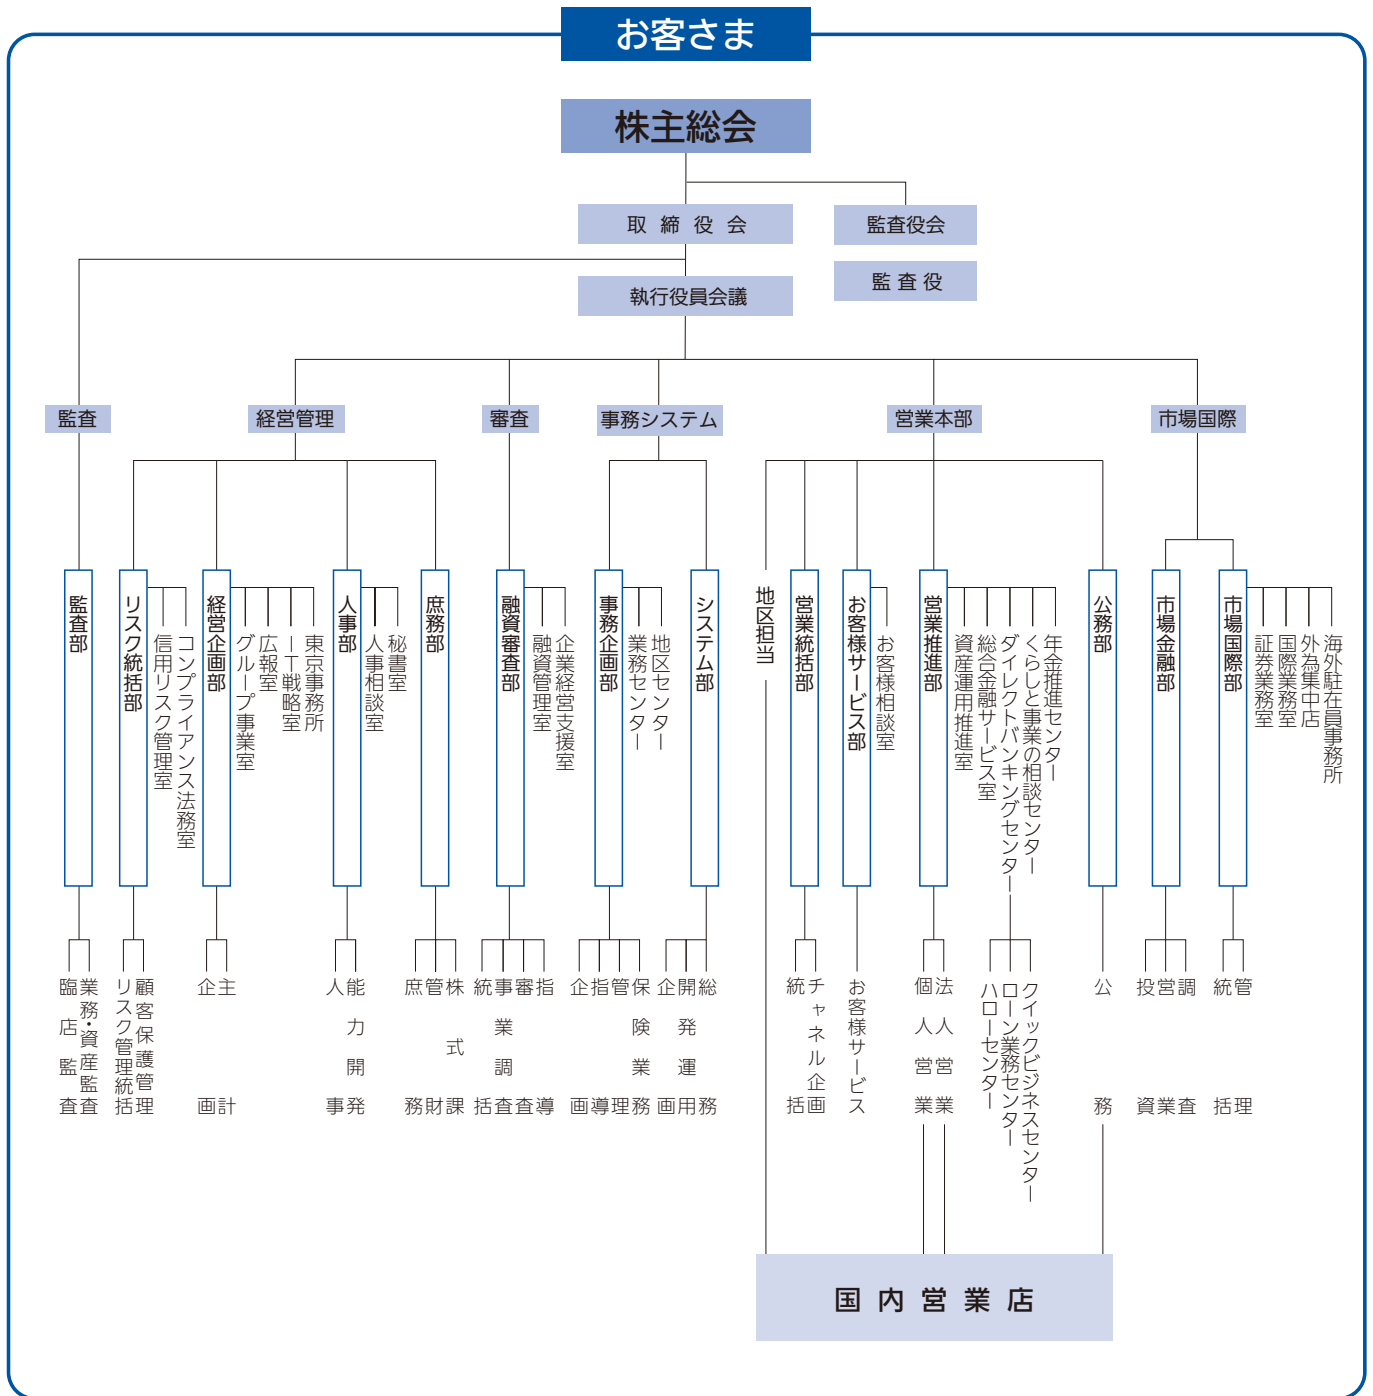 お客さま
株主総会
取締役会
監査役会
監査役
執行役員会議
監査
経営管理
審査
事務システム
営業本部
市場国際
監査部
リスク統括部
信用リスク管理室
コンプライアンス法務室
経営企画部
グループ事業室
広報室
IT戦略室
東京事務所
人事部
人事相談室
秘書室
庶務部
融資審査部
融資管理室
企業経営支援室
事務企画部
業務センター
地区センター
システム部
地区担当
営業統括部
お客様サービス部
お客様相談室
営業推進部
資産運用推進室
総合金融サービス室
ダイレクトバンキングセンター
くらしと事業の相談センター
年金推進センター
公務部
市場金融部
市場国際部
証券業務室
国際業務室
外為集中店
海外駐在員事務所
臨店監査
業務・資産監査
リスク管理統括
顧客保護管理
企画
主計
人事
能力開発
庶務
管財
株式課
統括
事業調査
審査
指導
企画
指導
管理
保険業務
企画
開発運用
総務
統括
チャネル企画
お客様サービス
個人営業
法人営業
ハローセンター
ローン業務センター
クイックビジネスセンター
公務
投資
営業
調査
統括
管理
国内営業店